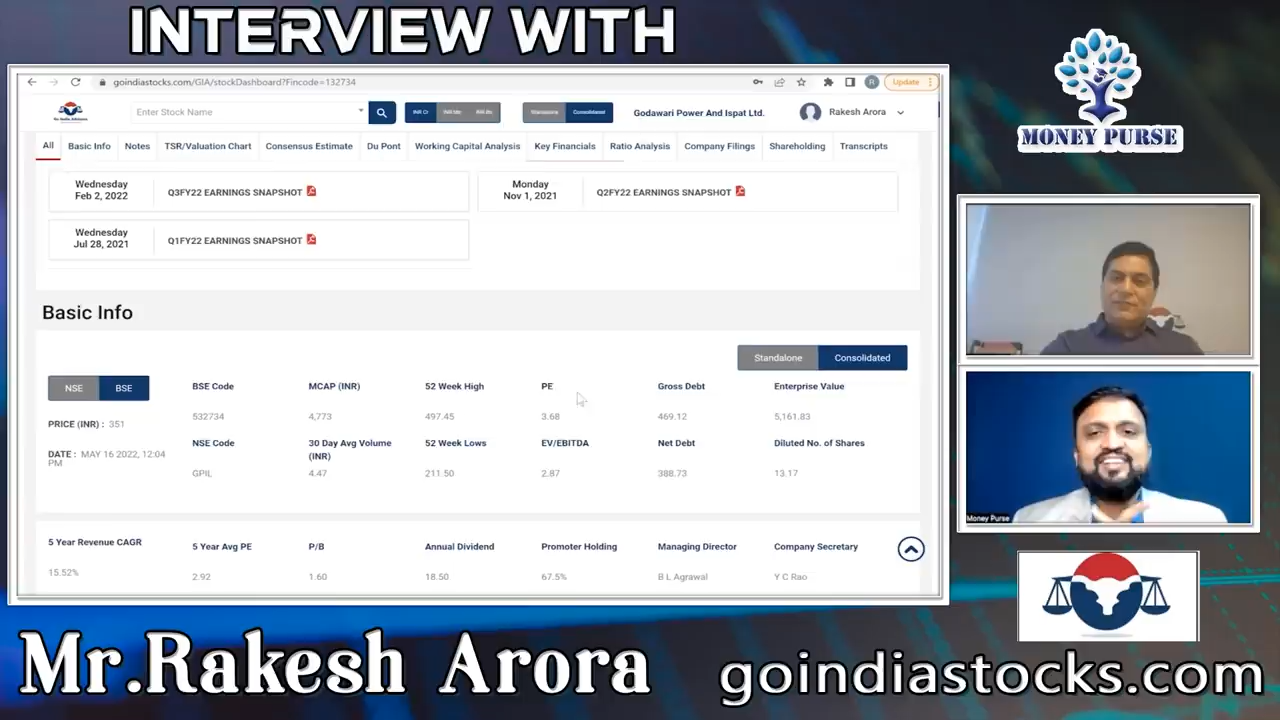 INTERVIEW WITH
goindiastocks.com/GIA/stockDashboard?Fincode=132734
R
Update
Enter Stock Name
INR Cr
INR Mn
INR Bn
Standalone
Consolidated
Godawari Power And Ispat Ltd.
Rakesh Arora
All Basic Info Notes TSR/Valuation Chart Consensus Estimate Du Pont Working Capital Analysis Key Financials Ratio Analysis Company Filings Shareholding Transcripts
Wednesday
Feb 2, 2022
Q3FY22 EARNINGS SNAPSHOT
Monday
Nov 1, 2021
Q2FY22 EARNINGS SNAPSHOT
Wednesday
Jul 28, 2021
Q1FY22 EARNINGS SNAPSHOT
Basic Info
Standalone Consolidated
NSE BSE
PRICE (INR) : 351
DATE : MAY 16 2022, 12:04
PM
BSE Code MCAP (INR) 52 Week High PE Gross Debt Enterprise Value
532734 4,773 497.45 3.68 469.12 5,161.83
NSE Code 30 Day Avg Volume
(INR) 52 Week Lows EV/EBITDA Net Debt Diluted No. of Shares
GPIL 4.47 211.50 2.87 388.73 13.17
5 Year Revenue CAGR 5 Year Avg PE P/B Annual Dividend Promoter Holding Managing Director Company Secretary
15.52% 2.92 1.60 18.50 67.5% B L Agrawal Y C Rao
MONEY PURSE
Money Purse
Mr.Rakesh Arora
goindiastocks.com